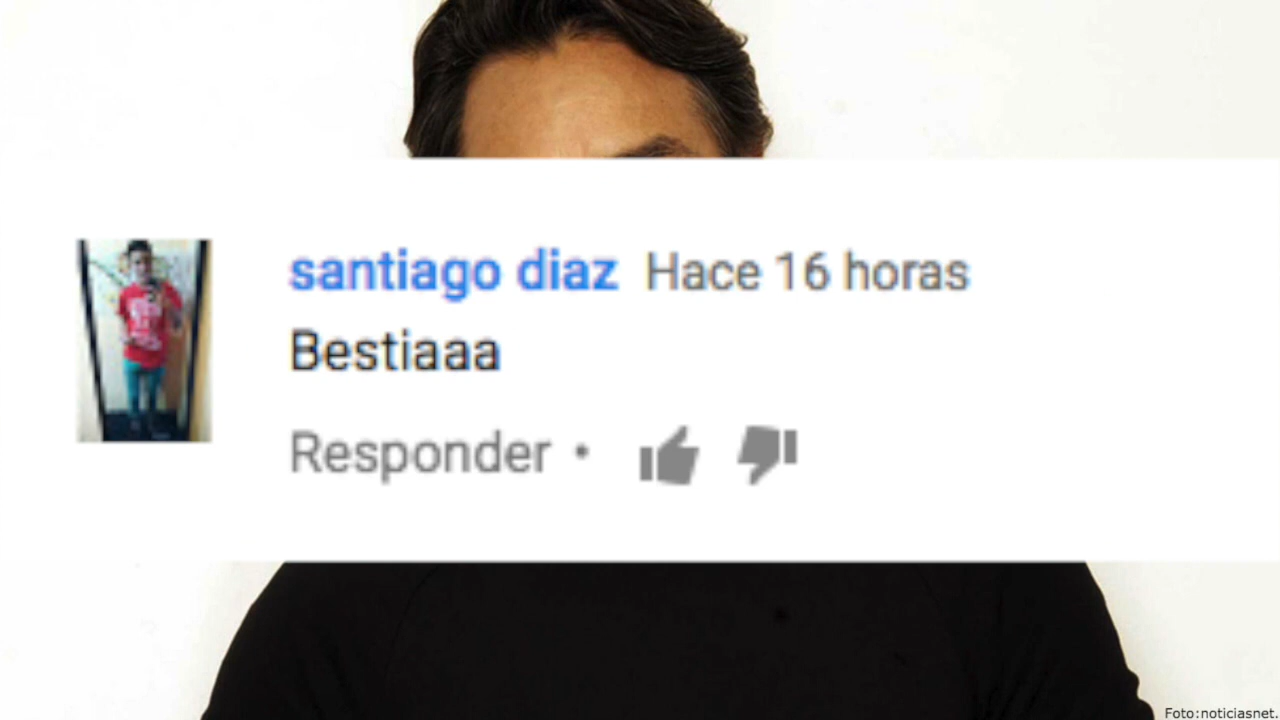 santiago diaz Hace 16 horas
Bestiaaa
Responder •
Foto:noticiasnet.